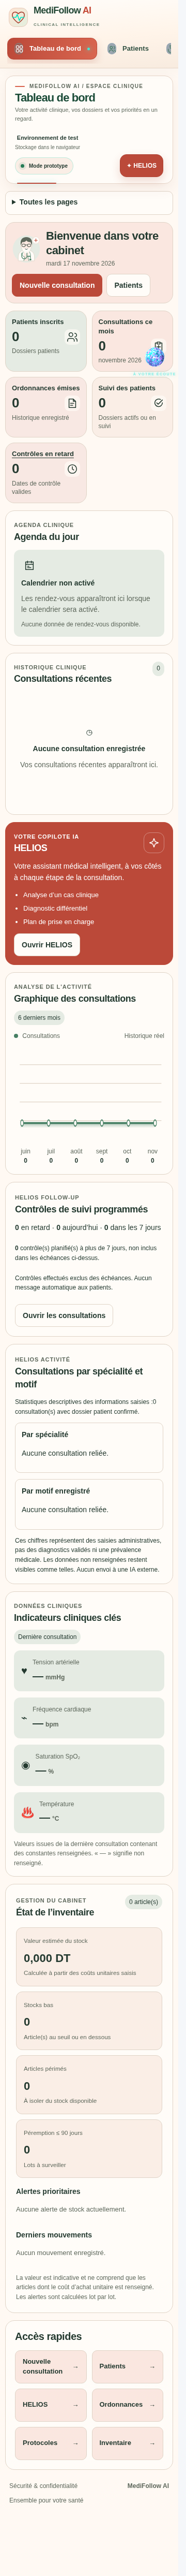 MediFollow AI
CLINICAL INTELLIGENCE
Tableau de bord
Patients
MEDIFOLLOW AI / ESPACE CLINIQUE
Tableau de bord
Votre activité clinique, vos dossiers et vos priorités en un
regard.
Environnement de test
Stockage dans le navigateur
Mode prototype
+ HELIOS
Toutes les pages
Bienvenue dans votre
cabinet
mardi 17 novembre 2026
Nouvelle consultation
Patients
Patients inscrits
0
Dossiers patients
Consultations ce
mois
0
novembre 2026
Ordonnances émises
0
Historique enregistré
Suivi des patients
0
Dossiers actifs ou en
suivi
Contrôles en retard
0
Dates de contrôle
valides
AGENDA CLINIQUE
Agenda du jour
Calendrier non activé
Les rendez-vous apparaîtront ici lorsque
le calendrier sera activé.
Aucune donnée de rendez-vous disponible.
HISTORIQUE CLINIQUE
Consultations récentes
0
Aucune consultation enregistrée
Vos consultations récentes apparaîtront ici.
VOTRE COPILOTE IA
HELIOS
Votre assistant médical intelligent, à vos côtés
à chaque étape de la consultation.
• Analyse d'un cas clinique
• Diagnostic différentiel
• Plan de prise en charge
Ouvrir HELIOS
ANALYSE DE L'ACTIVITÉ
Graphique des consultations
6 derniers mois
Consultations
Historique réel
juin juil août sept oct nov
0 0 0 0 0 0
HELIOS FOLLOW-UP
Contrôles de suivi programmés
0 en retard · 0 aujourd'hui · 0 dans les 7 jours
0 contrôle(s) planifié(s) à plus de 7 jours, non inclus
dans les échéances ci-dessus.
Contrôles effectués exclus des échéances. Aucun
message automatique aux patients.
Ouvrir les consultations
HELIOS ACTIVITÉ
Consultations par spécialité et
motif
Statistiques descriptives des informations saisies :0
consultation(s) avec dossier patient confirmé.
Par spécialité
Aucune consultation reliée.
Par motif enregistré
Aucune consultation reliée.
Ces chiffres représentent des saisies administratives,
pas des diagnostics validés ni une prévalence
médicale. Les données non renseignées restent
visibles comme telles. Aucun envoi à une IA externe.
DONNÉES CLINIQUES
Indicateurs cliniques clés
Dernière consultation
Tension artérielle
— mmHg
Fréquence cardiaque
— bpm
Saturation SpO₂
— %
Température
— °C
Valeurs issues de la dernière consultation contenant
des constantes renseignées. « — » signifie non
renseigné.
GESTION DU CABINET
État de l'inventaire
0 article(s)
Valeur estimée du stock
0,000 DT
Calculée à partir des coûts unitaires saisis
Stocks bas
0
Article(s) au seuil ou en dessous
Articles périmés
0
À isoler du stock disponible
Péremption ≤ 90 jours
0
Lots à surveiller
Alertes prioritaires
Aucune alerte de stock actuellement.
Derniers mouvements
Aucun mouvement enregistré.
La valeur est indicative et ne comprend que les
articles dont le coût d'achat unitaire est renseigné.
Les alertes sont calculées lot par lot.
Accès rapides
Nouvelle
consultation →
Patients →
HELIOS →
Ordonnances →
Protocoles →
Inventaire →
Sécurité & confidentialité
MediFollow AI
Ensemble pour votre santé